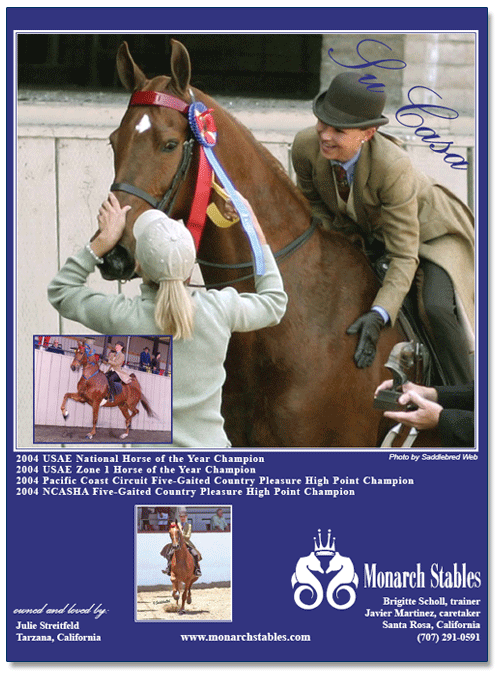 Su Casa
Photo by Saddlebred Web
2004 USAE National Horse of the Year Champion
2004 USAE Zone 1 Horse of the Year Champion
2004 Pacific Coast Circuit Five-Gaited Country Pleasure High Point Champion
2004 NCASHA Five-Gaited Country Pleasure High Point Champion
Monarch Stables
Brigitte Scholl, trainer
Javier Martinez, caretaker
Santa Rosa, California
(707) 291-0591
owned and loved by:
Julie Streitfeld
Tarzana, California
www.monarchstables.com